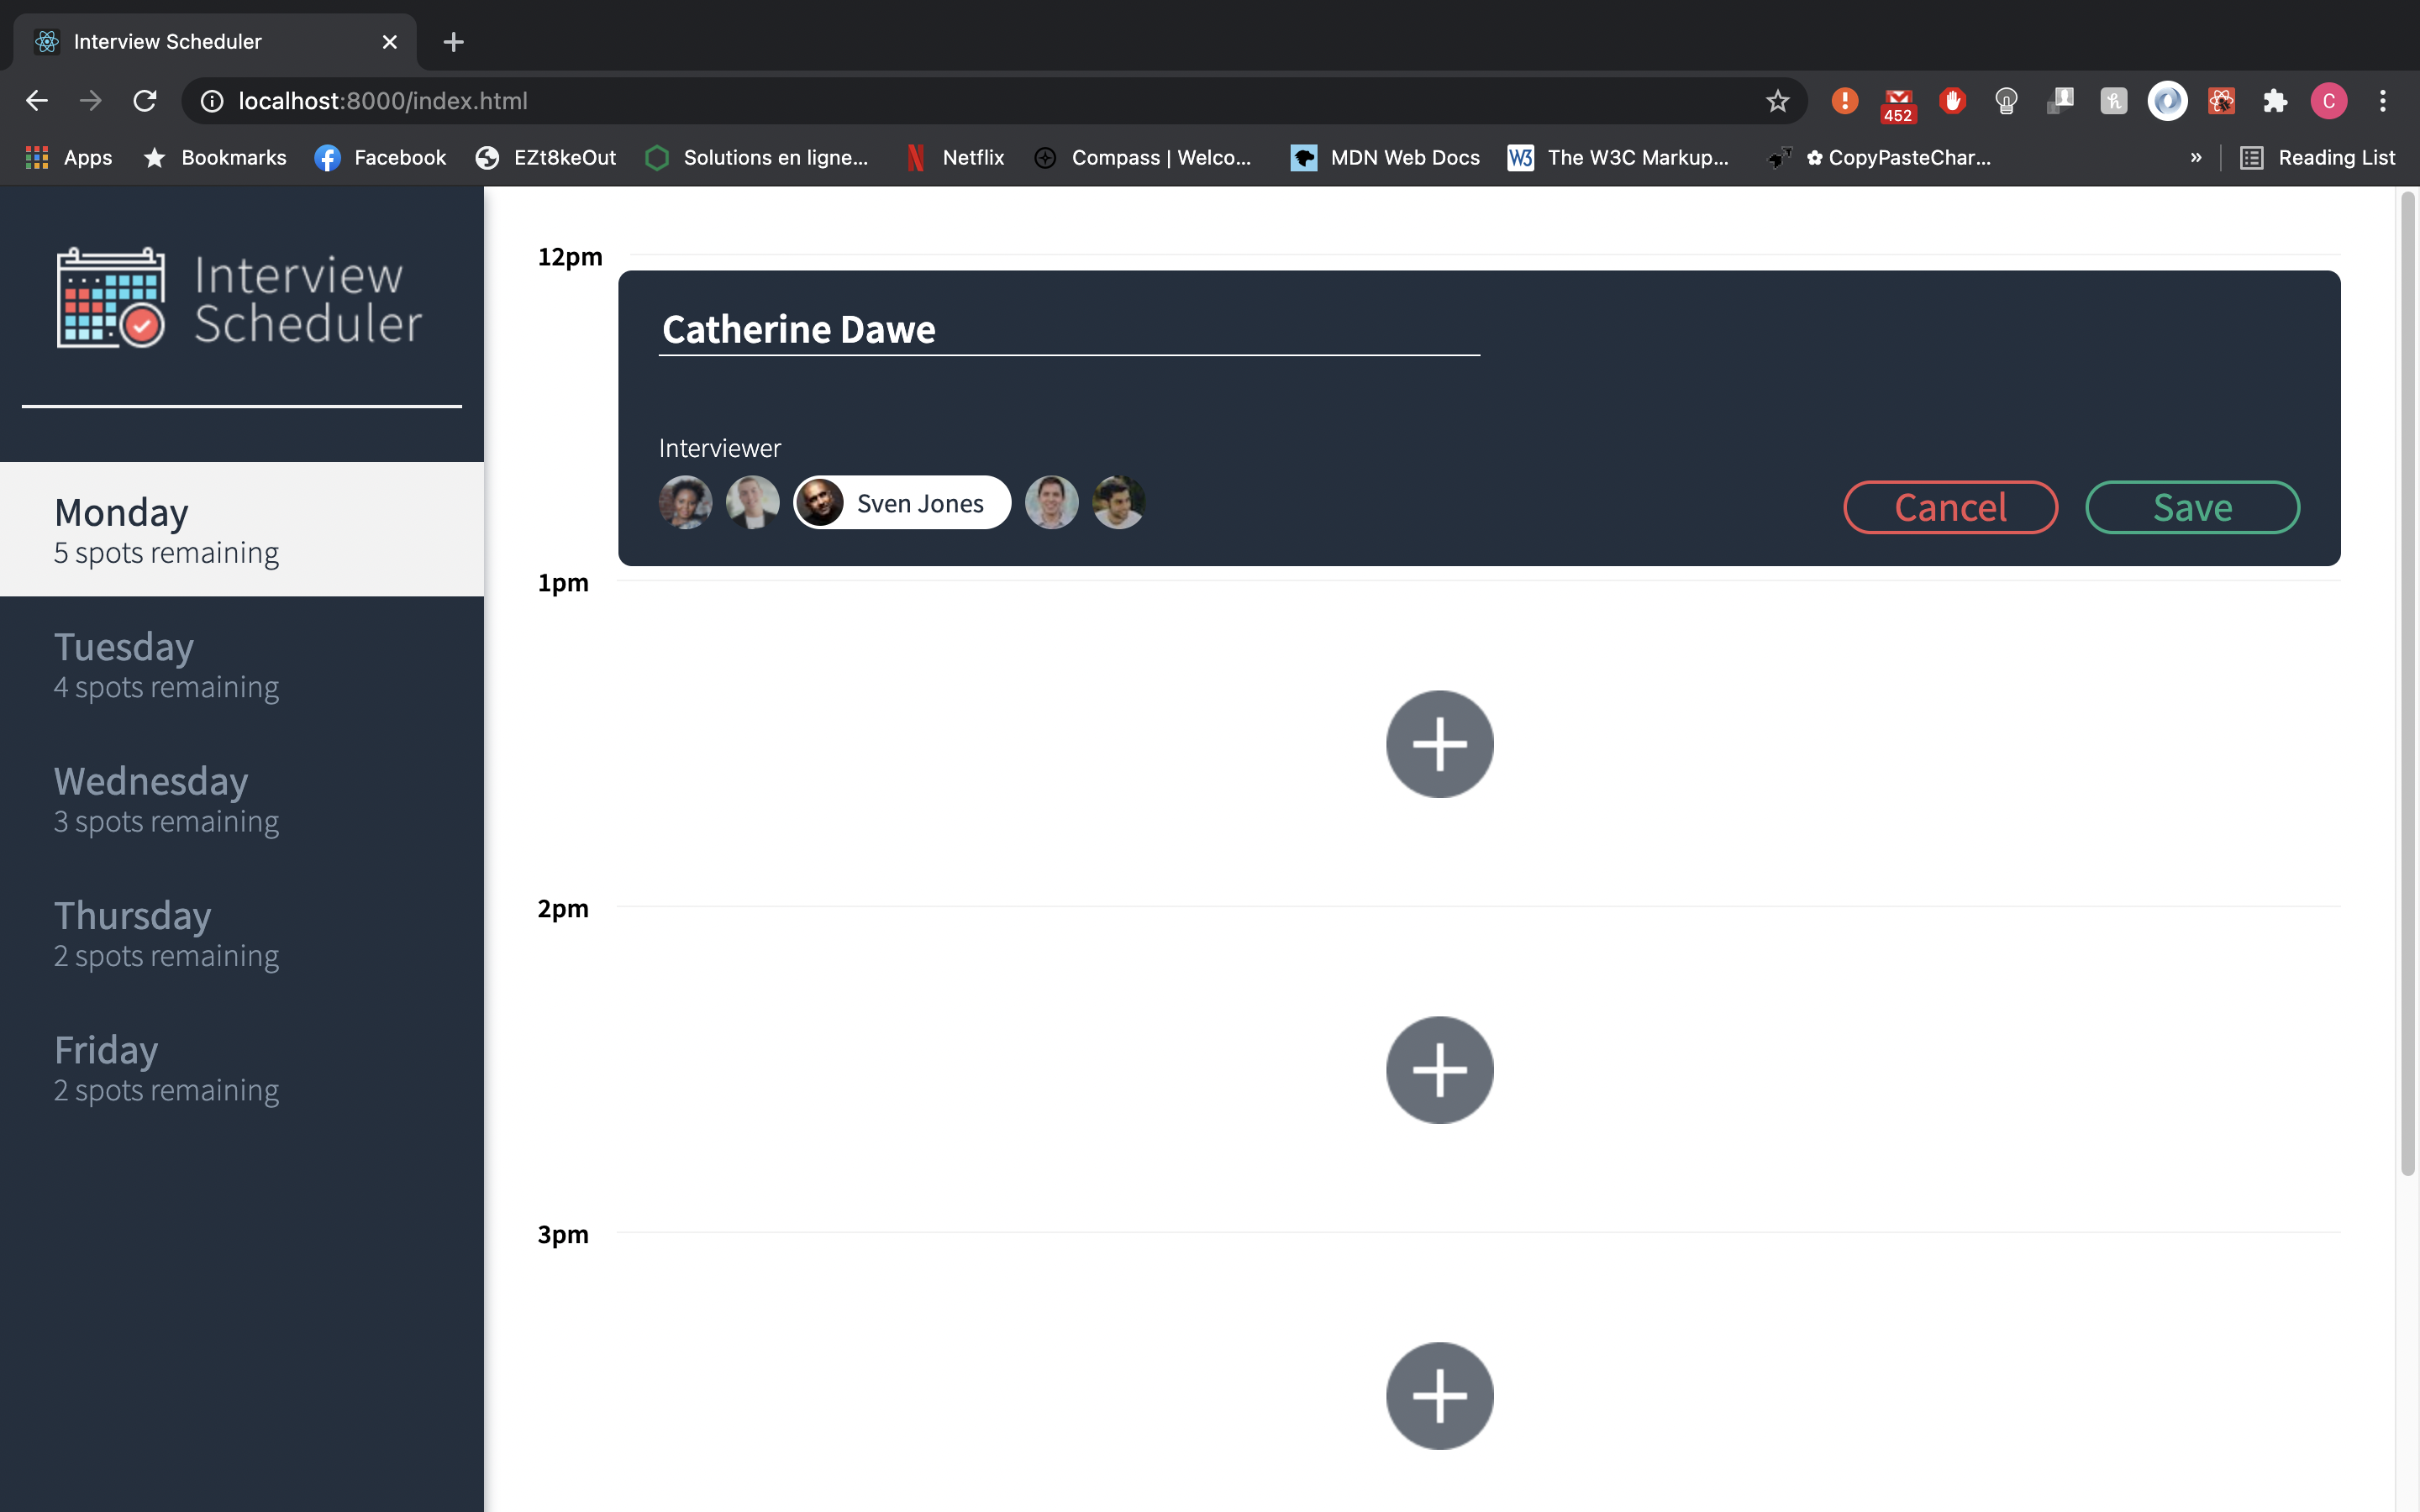 Interview Scheduler
localhost:8000/index.html
452
h
C
Apps
Bookmarks
Facebook
EZt8keOut
Solutions en ligne...
Netflix
Compass | Welco...
W3
MDN Web Docs
The W3C Markup...
✿ CopyPasteChar...
»
Reading List
Interview
Scheduler
Monday
5 spots remaining
Tuesday
4 spots remaining
Wednesday
3 spots remaining
Thursday
2 spots remaining
Friday
2 spots remaining
12pm
Catherine Dawe
Interviewer
Sven Jones
Cancel
Save
1pm
2pm
3pm